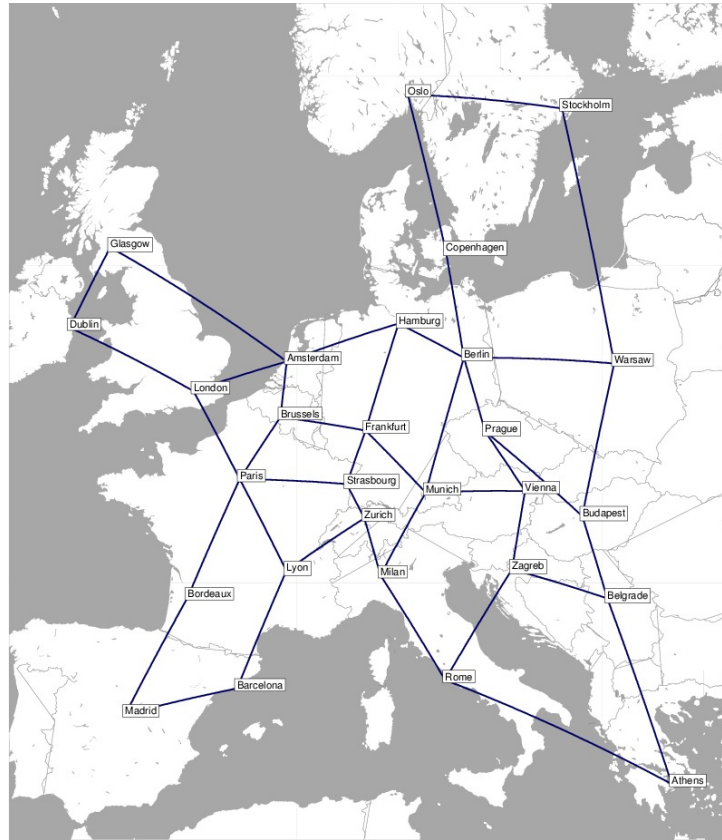 Oslo
Stockholm
Glasgow
Copenhagen
Dublin
Hamburg
Amsterdam
Berlin
Warsaw
London
Brussels
Frankfurt
Prague
Paris
Strasbourg
Munich
Vienna
Zurich
Budapest
Lyon
Milan
Zagreb
Bordeaux
Belgrade
Rome
Barcelona
Madrid
Athens